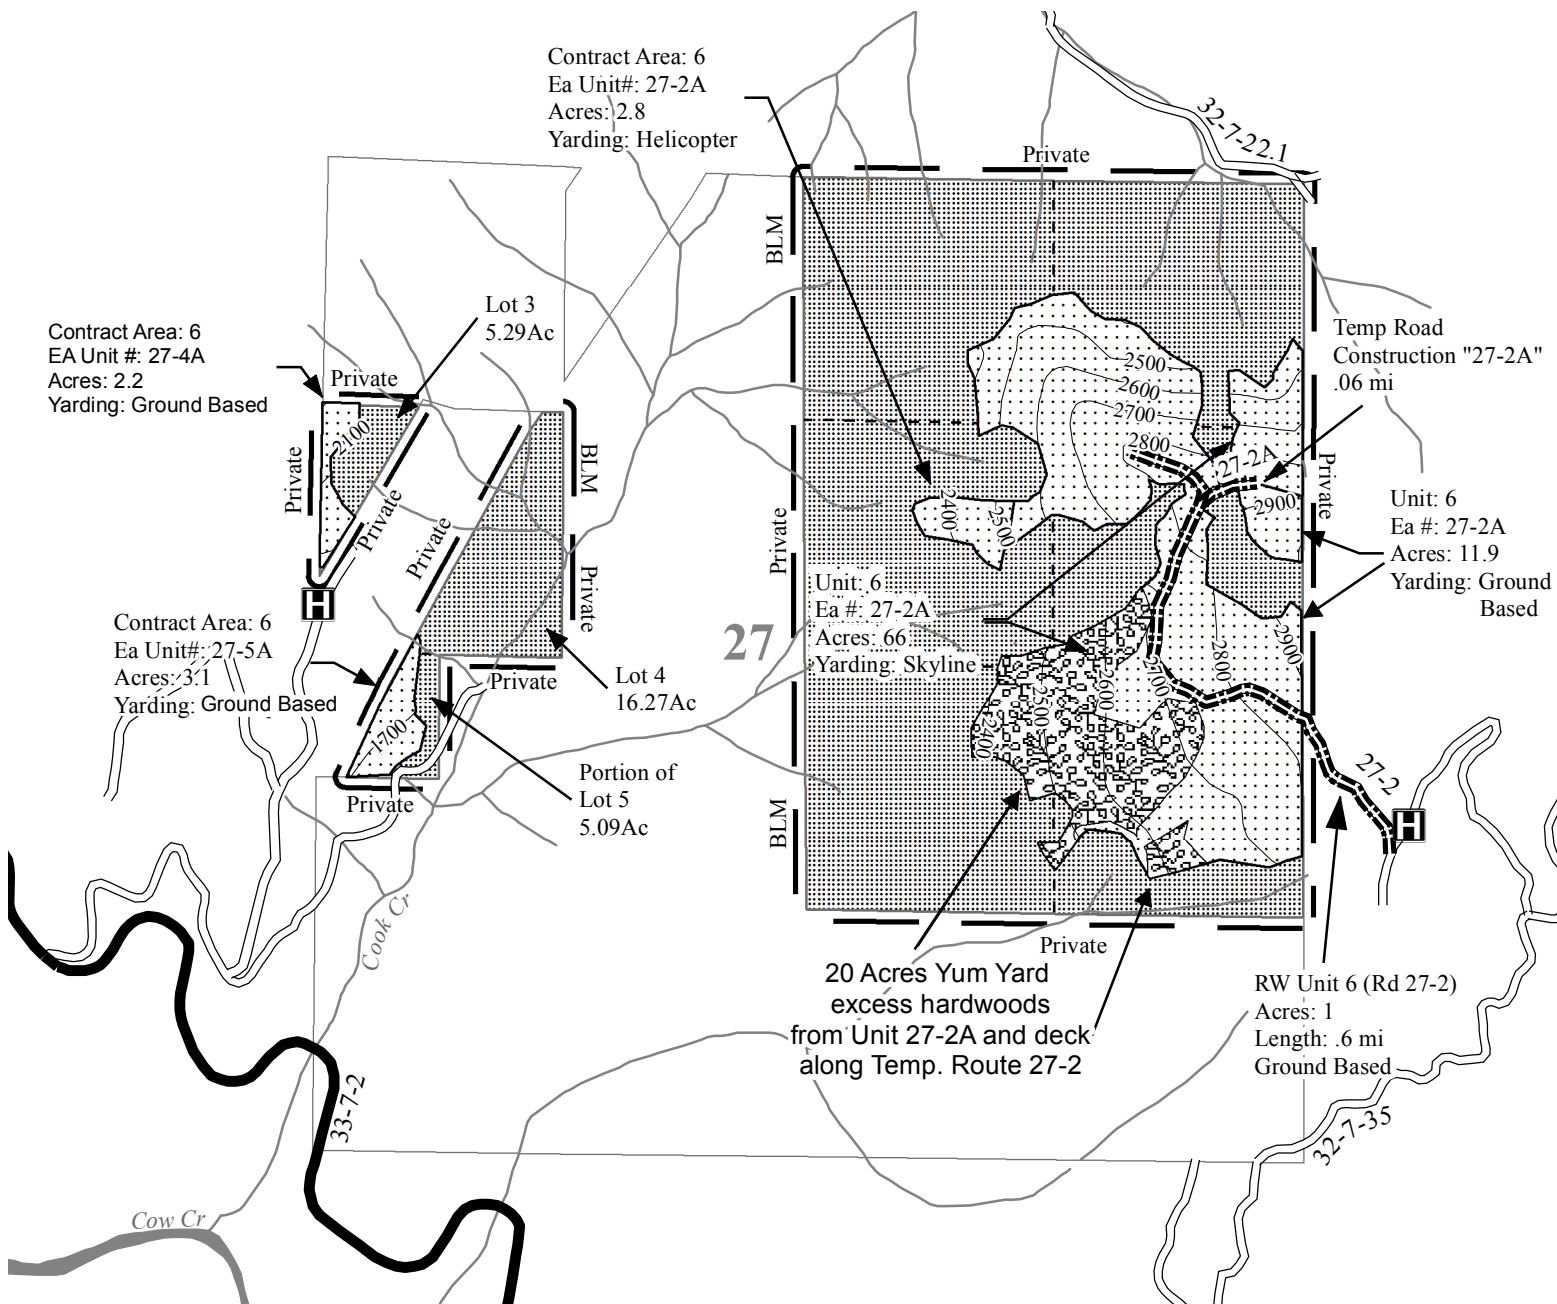 Contract Area: 6
Ea Unit#: 27-2A
Acres: 2.8
Yarding: Helicopter
32-7-22.1
Private
BLM
Lot 3
5.29Ac
Contract Area: 6
EA Unit #: 27-4A
Acres: 2.2
Yarding: Ground Based
Private
2100
Private
Private
Private
BLM
Private
Temp Road
Construction "27-2A"
.06 mi
2500
2600
2700
2800
27-2A
2900
Private
2400
2500
Private
Unit: 6
Ea #: 27-2A
Acres: 11.9
Yarding: Ground
Based
Unit: 6
Ea #: 27-2A
Acres: 66
Yarding: Skyline
H
Contract Area: 6
Ea Unit#: 27-5A
Acres: 3.1
Yarding: Ground Based
27
2900
2800
2700
2600
2500
2400
Private
Lot 4
16.27Ac
1700
Private
Portion of
Lot 5
5.09Ac
BLM
27-2
H
Cook Cr
Private
20 Acres Yum Yard
excess hardwoods
from Unit 27-2A and deck
along Temp. Route 27-2
RW Unit 6 (Rd 27-2)
Acres: 1
Length: .6 mi
Ground Based
33-7-2
32-7-35
Cow Cr